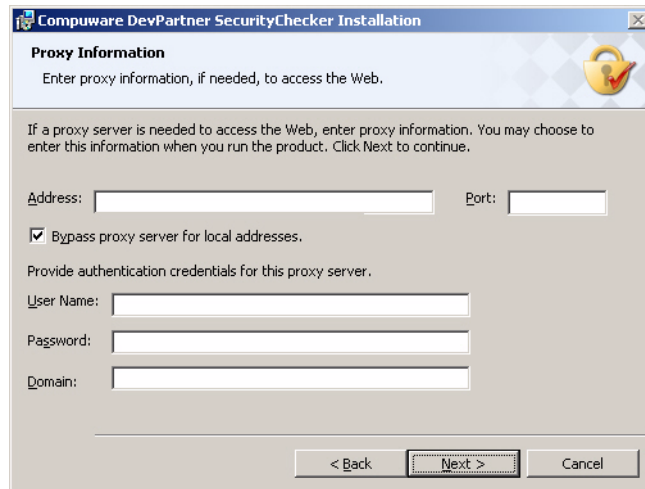 Compuware DevPartner SecurityChecker Installation
Proxy Information
Enter proxy information, if needed, to access the Web.
If a proxy server is needed to access the Web, enter proxy information. You may choose to
enter this information when you run the product. Click Next to continue.
Address: Port:
Bypass proxy server for local addresses.
Provide authentication credentials for this proxy server.
User Name:
Password:
Domain:
< Back Next > Cancel